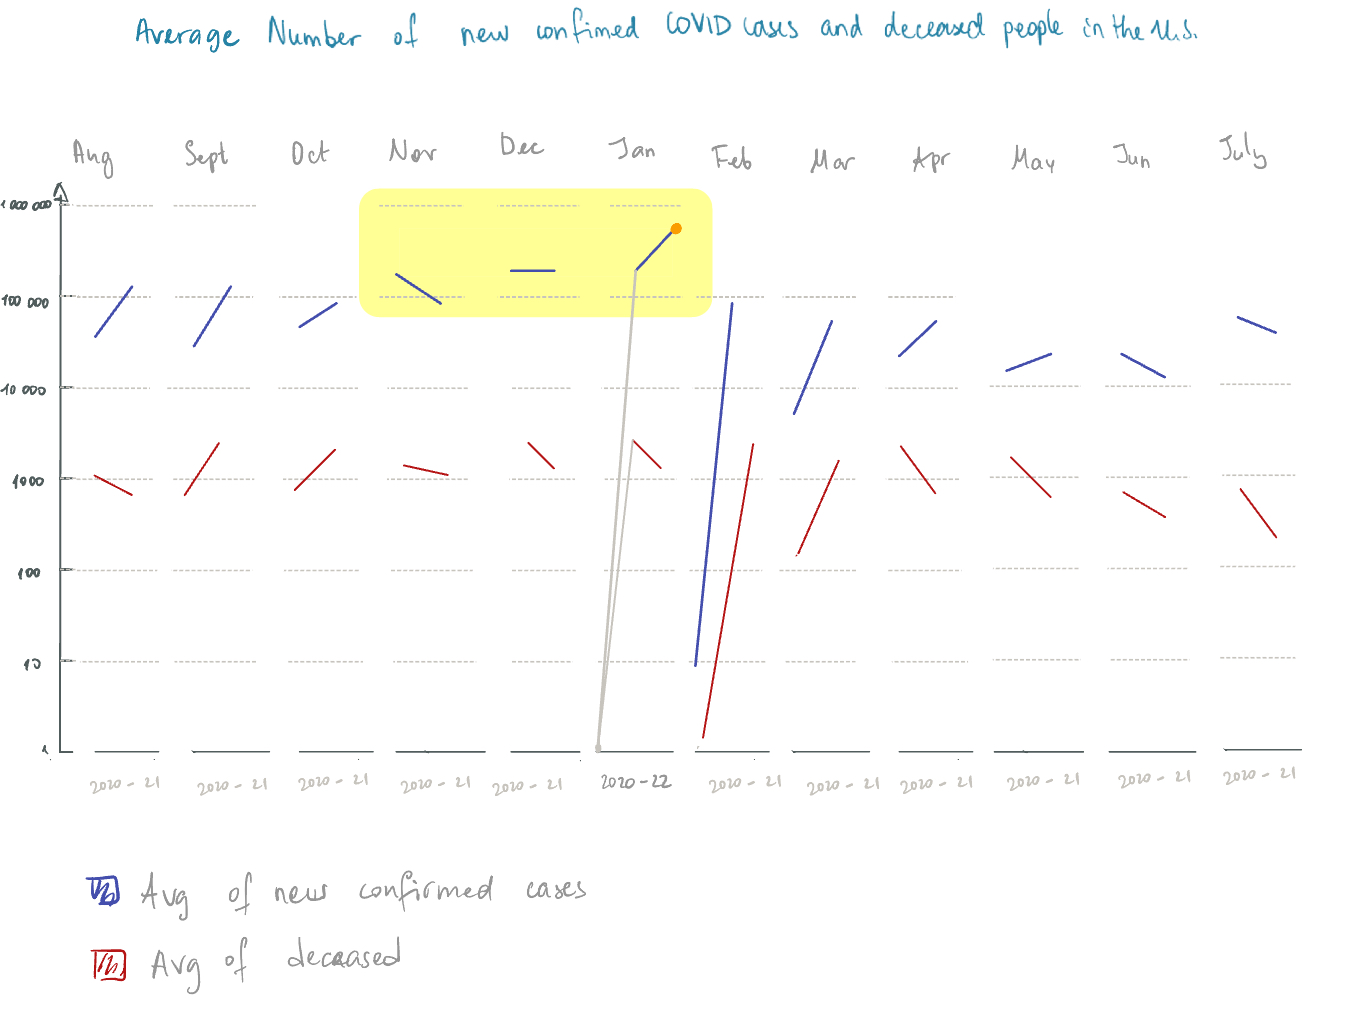 Average Number of new confimed COVID cases and deceased people in the U.S.
Aug Sept Oct Nov Dec Jan Feb Mar Apr May Jun July
1 000 000
100 000
10 000
1000
100
10
1
2020 - 21 2020 - 21 2020 - 21 2020 - 21 2020 - 21 2020 - 22 2020 - 21 2020 - 21 2020 - 21 2020 - 21 2020 - 21 2020 - 21
Avg of new confirmed cases
Avg of deceased